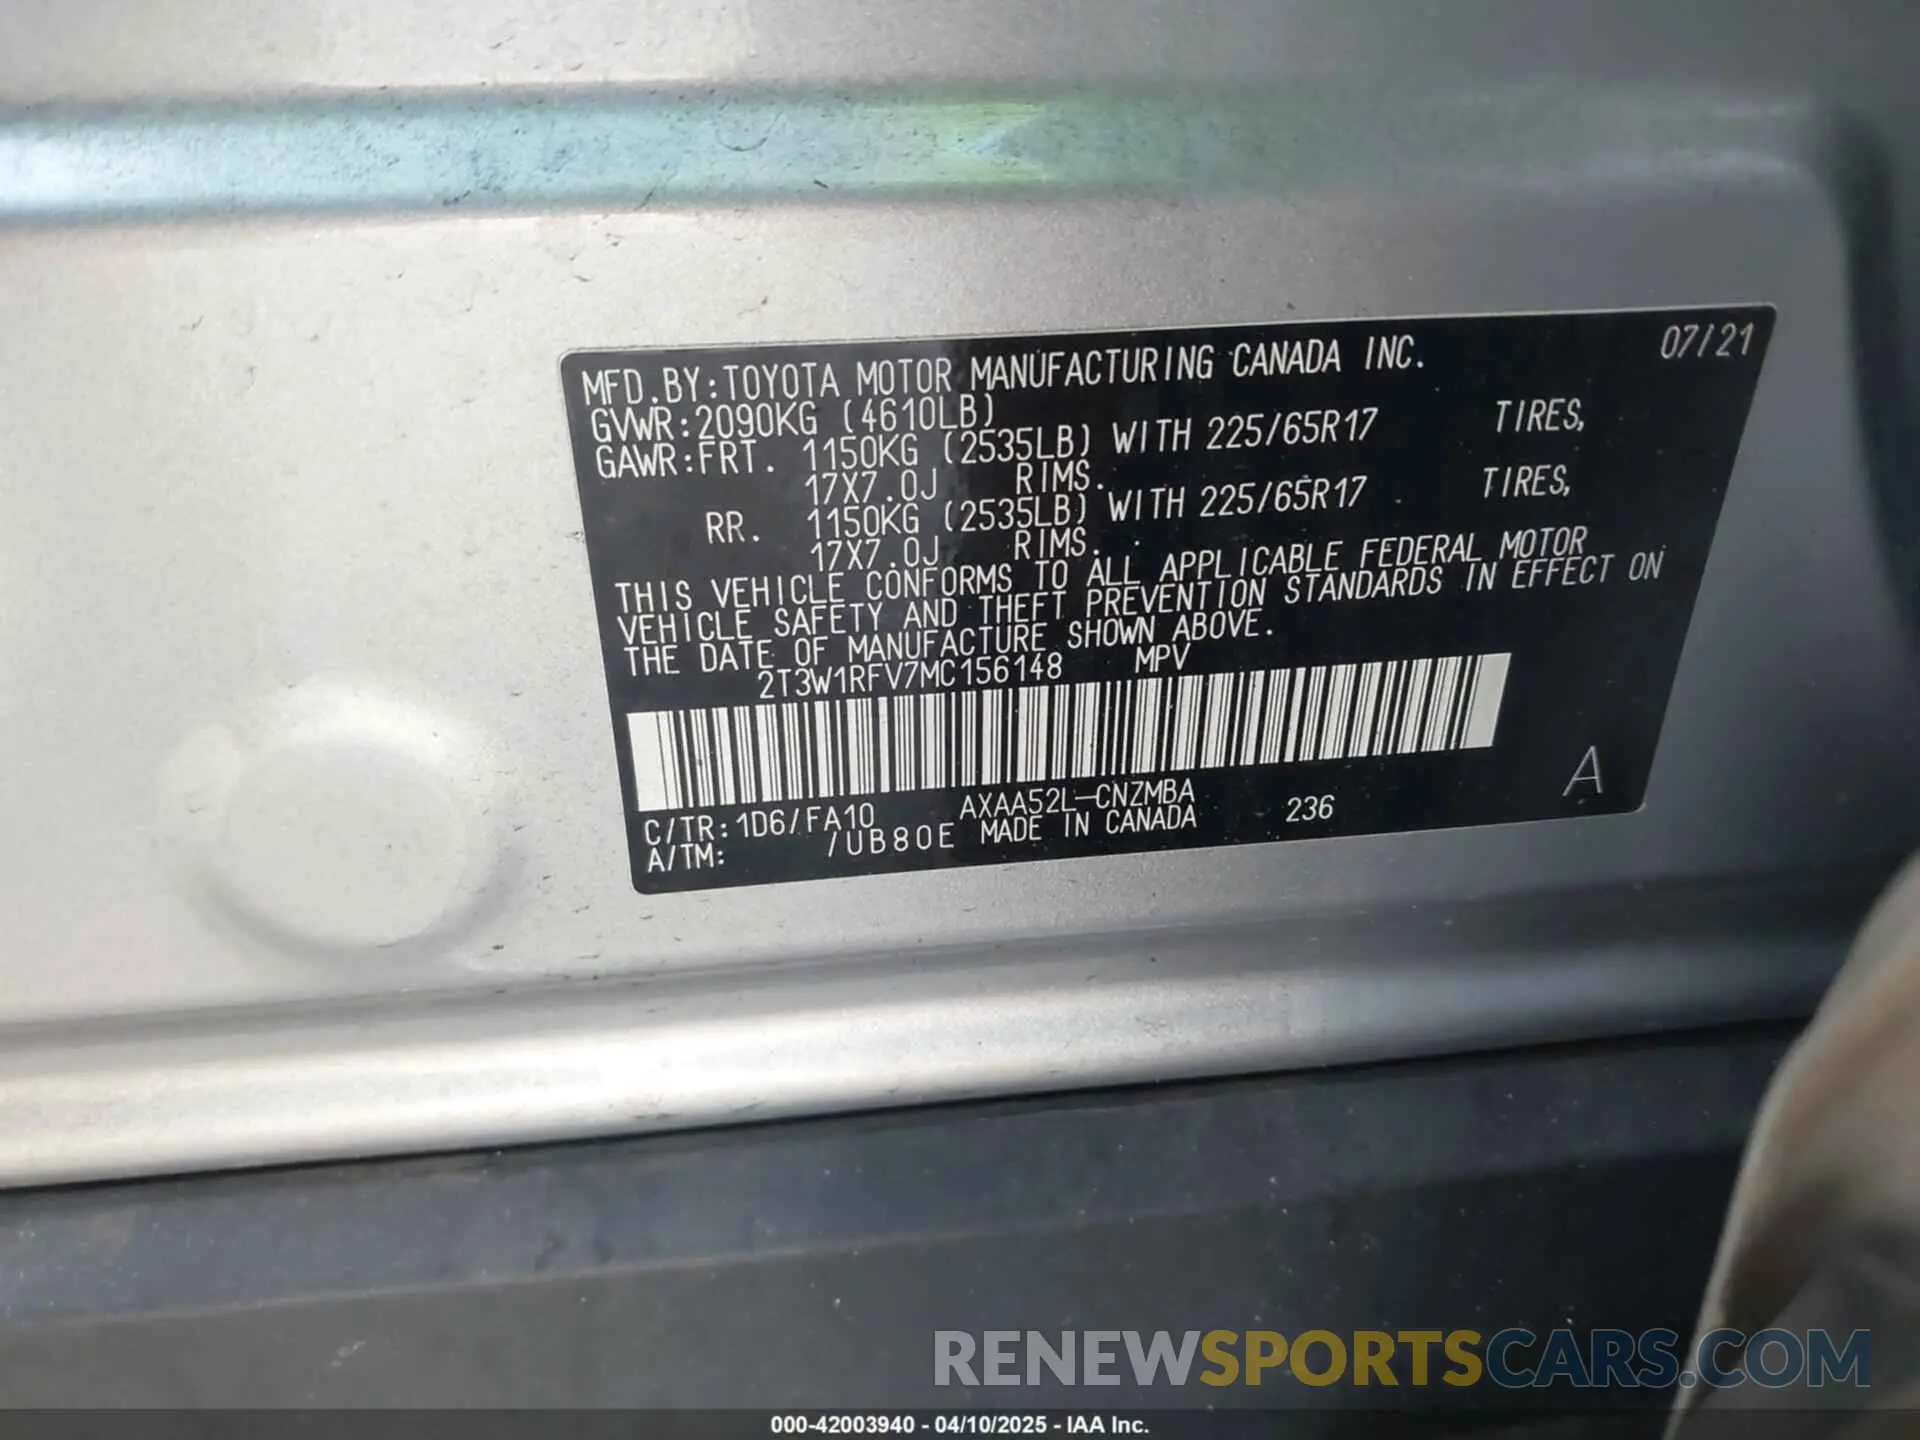 MFD.BY:TOYOTA MOTOR MANUFACTURING CANADA INC. 07/21
GVWR:2090KG (4610LB)
GAWR:FRT. 1150KG (2535LB) WITH 225/65R17 TIRES,
17X7.0J RIMS.
RR. 1150KG (2535LB) WITH 225/65R17 TIRES,
17X7.0J RIMS.
THIS VEHICLE CONFORMS TO ALL APPLICABLE FEDERAL MOTOR
VEHICLE SAFETY AND THEFT PREVENTION STANDARDS IN EFFECT ON
THE DATE OF MANUFACTURE SHOWN ABOVE.
2T3W1RFV7MC156148 MPV
A
C/TR:1D6/FA10 AXAA52L-CNZMBA
A/TM: /UB80E MADE IN CANADA 236
RENEWSPORTSCARS.COM
000-42003940 - 04/10/2025 - IAA Inc.